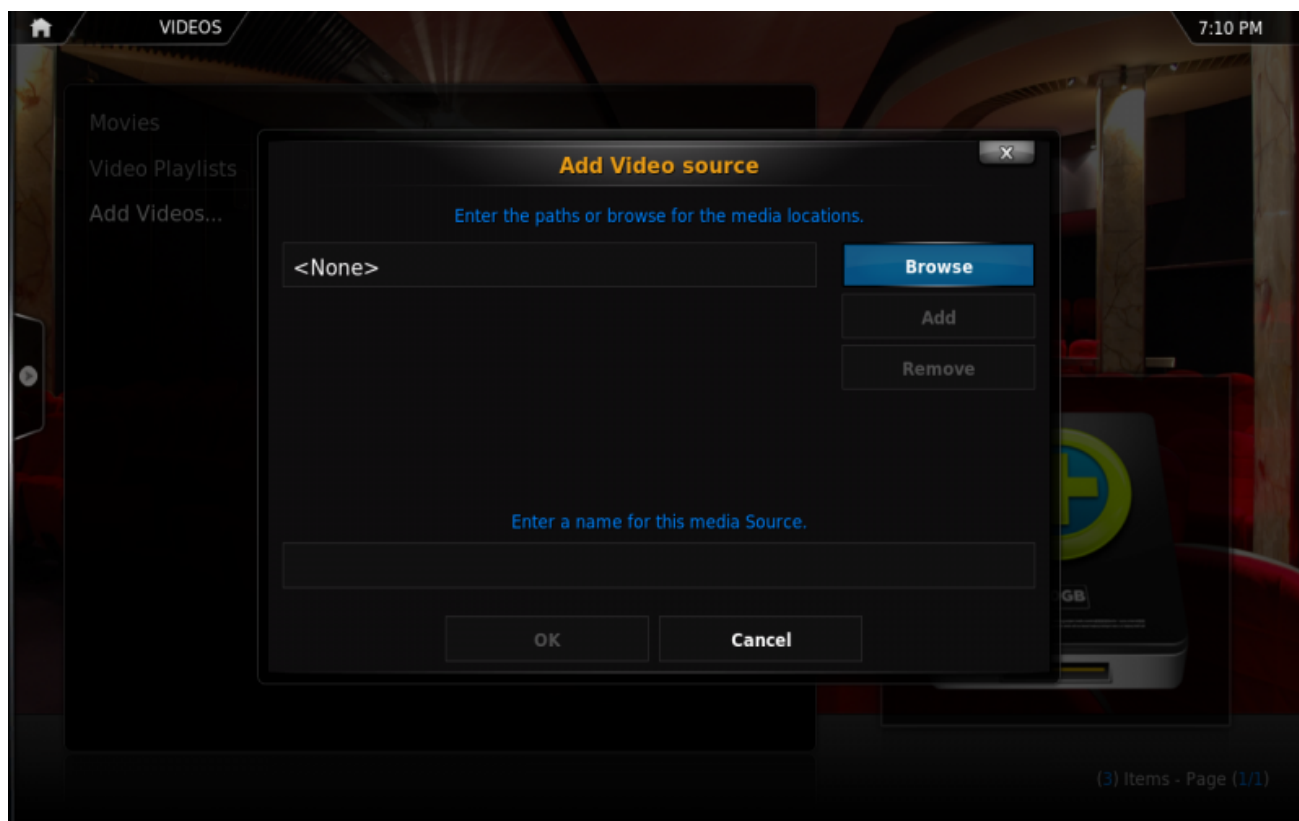 VIDEOS
7:10 PM
Movies
Video Playlists
Add Videos...
Add Video source
X
Enter the paths or browse for the media locations.
<None>
Browse
Add
Remove
Enter a name for this media Source.
OK
Cancel
GB
(3) Items - Page (1/1)